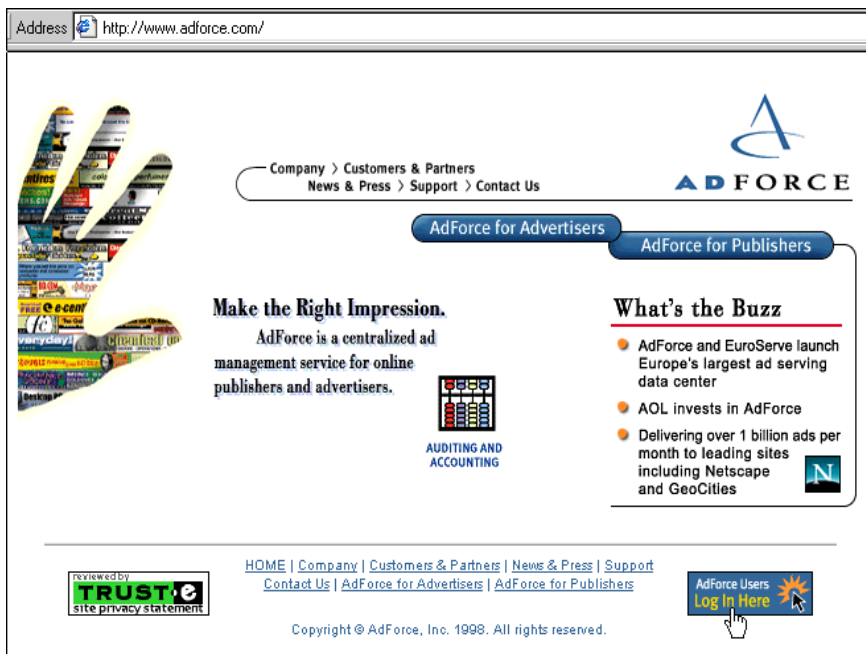 Address http://www.adforce.com/
ADFORCE
Company > Customers & Partners
News & Press > Support > Contact Us
AdForce for Advertisers
AdForce for Publishers
Make the Right Impression.
AdForce is a centralized ad
management service for online
publishers and advertisers.
AUDITING AND
ACCOUNTING
What's the Buzz
AdForce and EuroServe launch
Europe's largest ad serving
data center
AOL invests in AdForce
Delivering over 1 billion ads per
month to leading sites
including Netscape
and GeoCities
N
HOME | Company | Customers & Partners | News & Press | Support
Contact Us | AdForce for Advertisers | AdForce for Publishers
reviewed by
TRUST·e
site privacy statement
AdForce Users
Log In Here
Copyright © AdForce, Inc. 1998. All rights reserved.